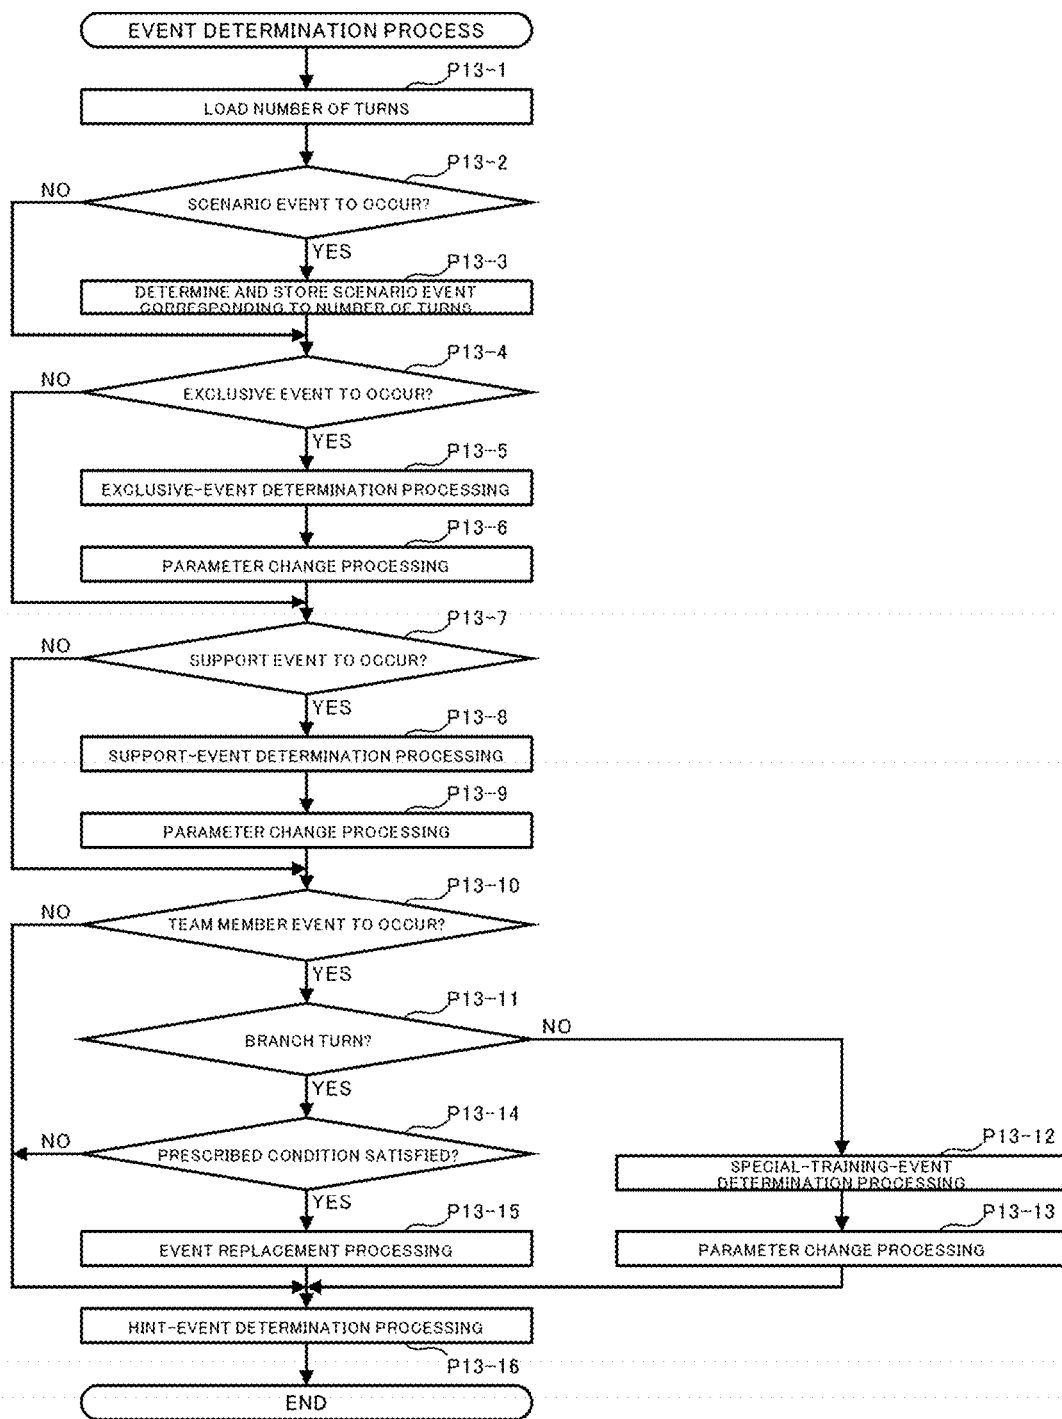 EVENT DETERMINATION PROCESS
P13-1
LOAD NUMBER OF TURNS
P13-2
NO
SCENARIO EVENT TO OCCUR?
YES
P13-3
DETERMINE AND STORE SCENARIO EVENT
CORRESPONDING TO NUMBER OF TURNS
P13-4
NO
EXCLUSIVE EVENT TO OCCUR?
YES
P13-5
EXCLUSIVE-EVENT DETERMINATION PROCESSING
P13-6
PARAMETER CHANGE PROCESSING
P13-7
NO
SUPPORT EVENT TO OCCUR?
YES
P13-8
SUPPORT-EVENT DETERMINATION PROCESSING
P13-9
PARAMETER CHANGE PROCESSING
P13-10
NO
TEAM MEMBER EVENT TO OCCUR?
YES
P13-11
NO
BRANCH TURN?
YES
P13-14
NO
PRESCRIBED CONDITION SATISFIED?
P13-12
SPECIAL-TRAINING-EVENT
DETERMINATION PROCESSING
YES
P13-15
P13-13
EVENT REPLACEMENT PROCESSING
PARAMETER CHANGE PROCESSING
HINT-EVENT DETERMINATION PROCESSING
P13-16
END